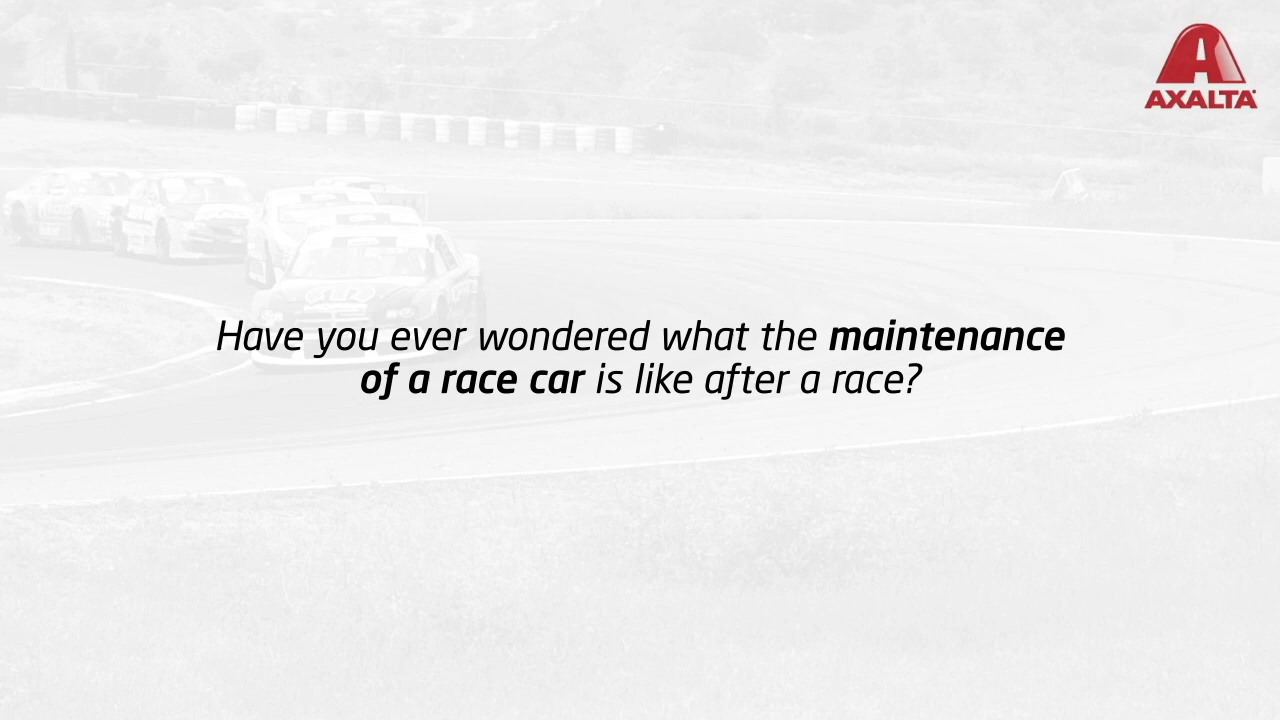 AXALTA
Have you ever wondered what the maintenance
of a race car is like after a race?